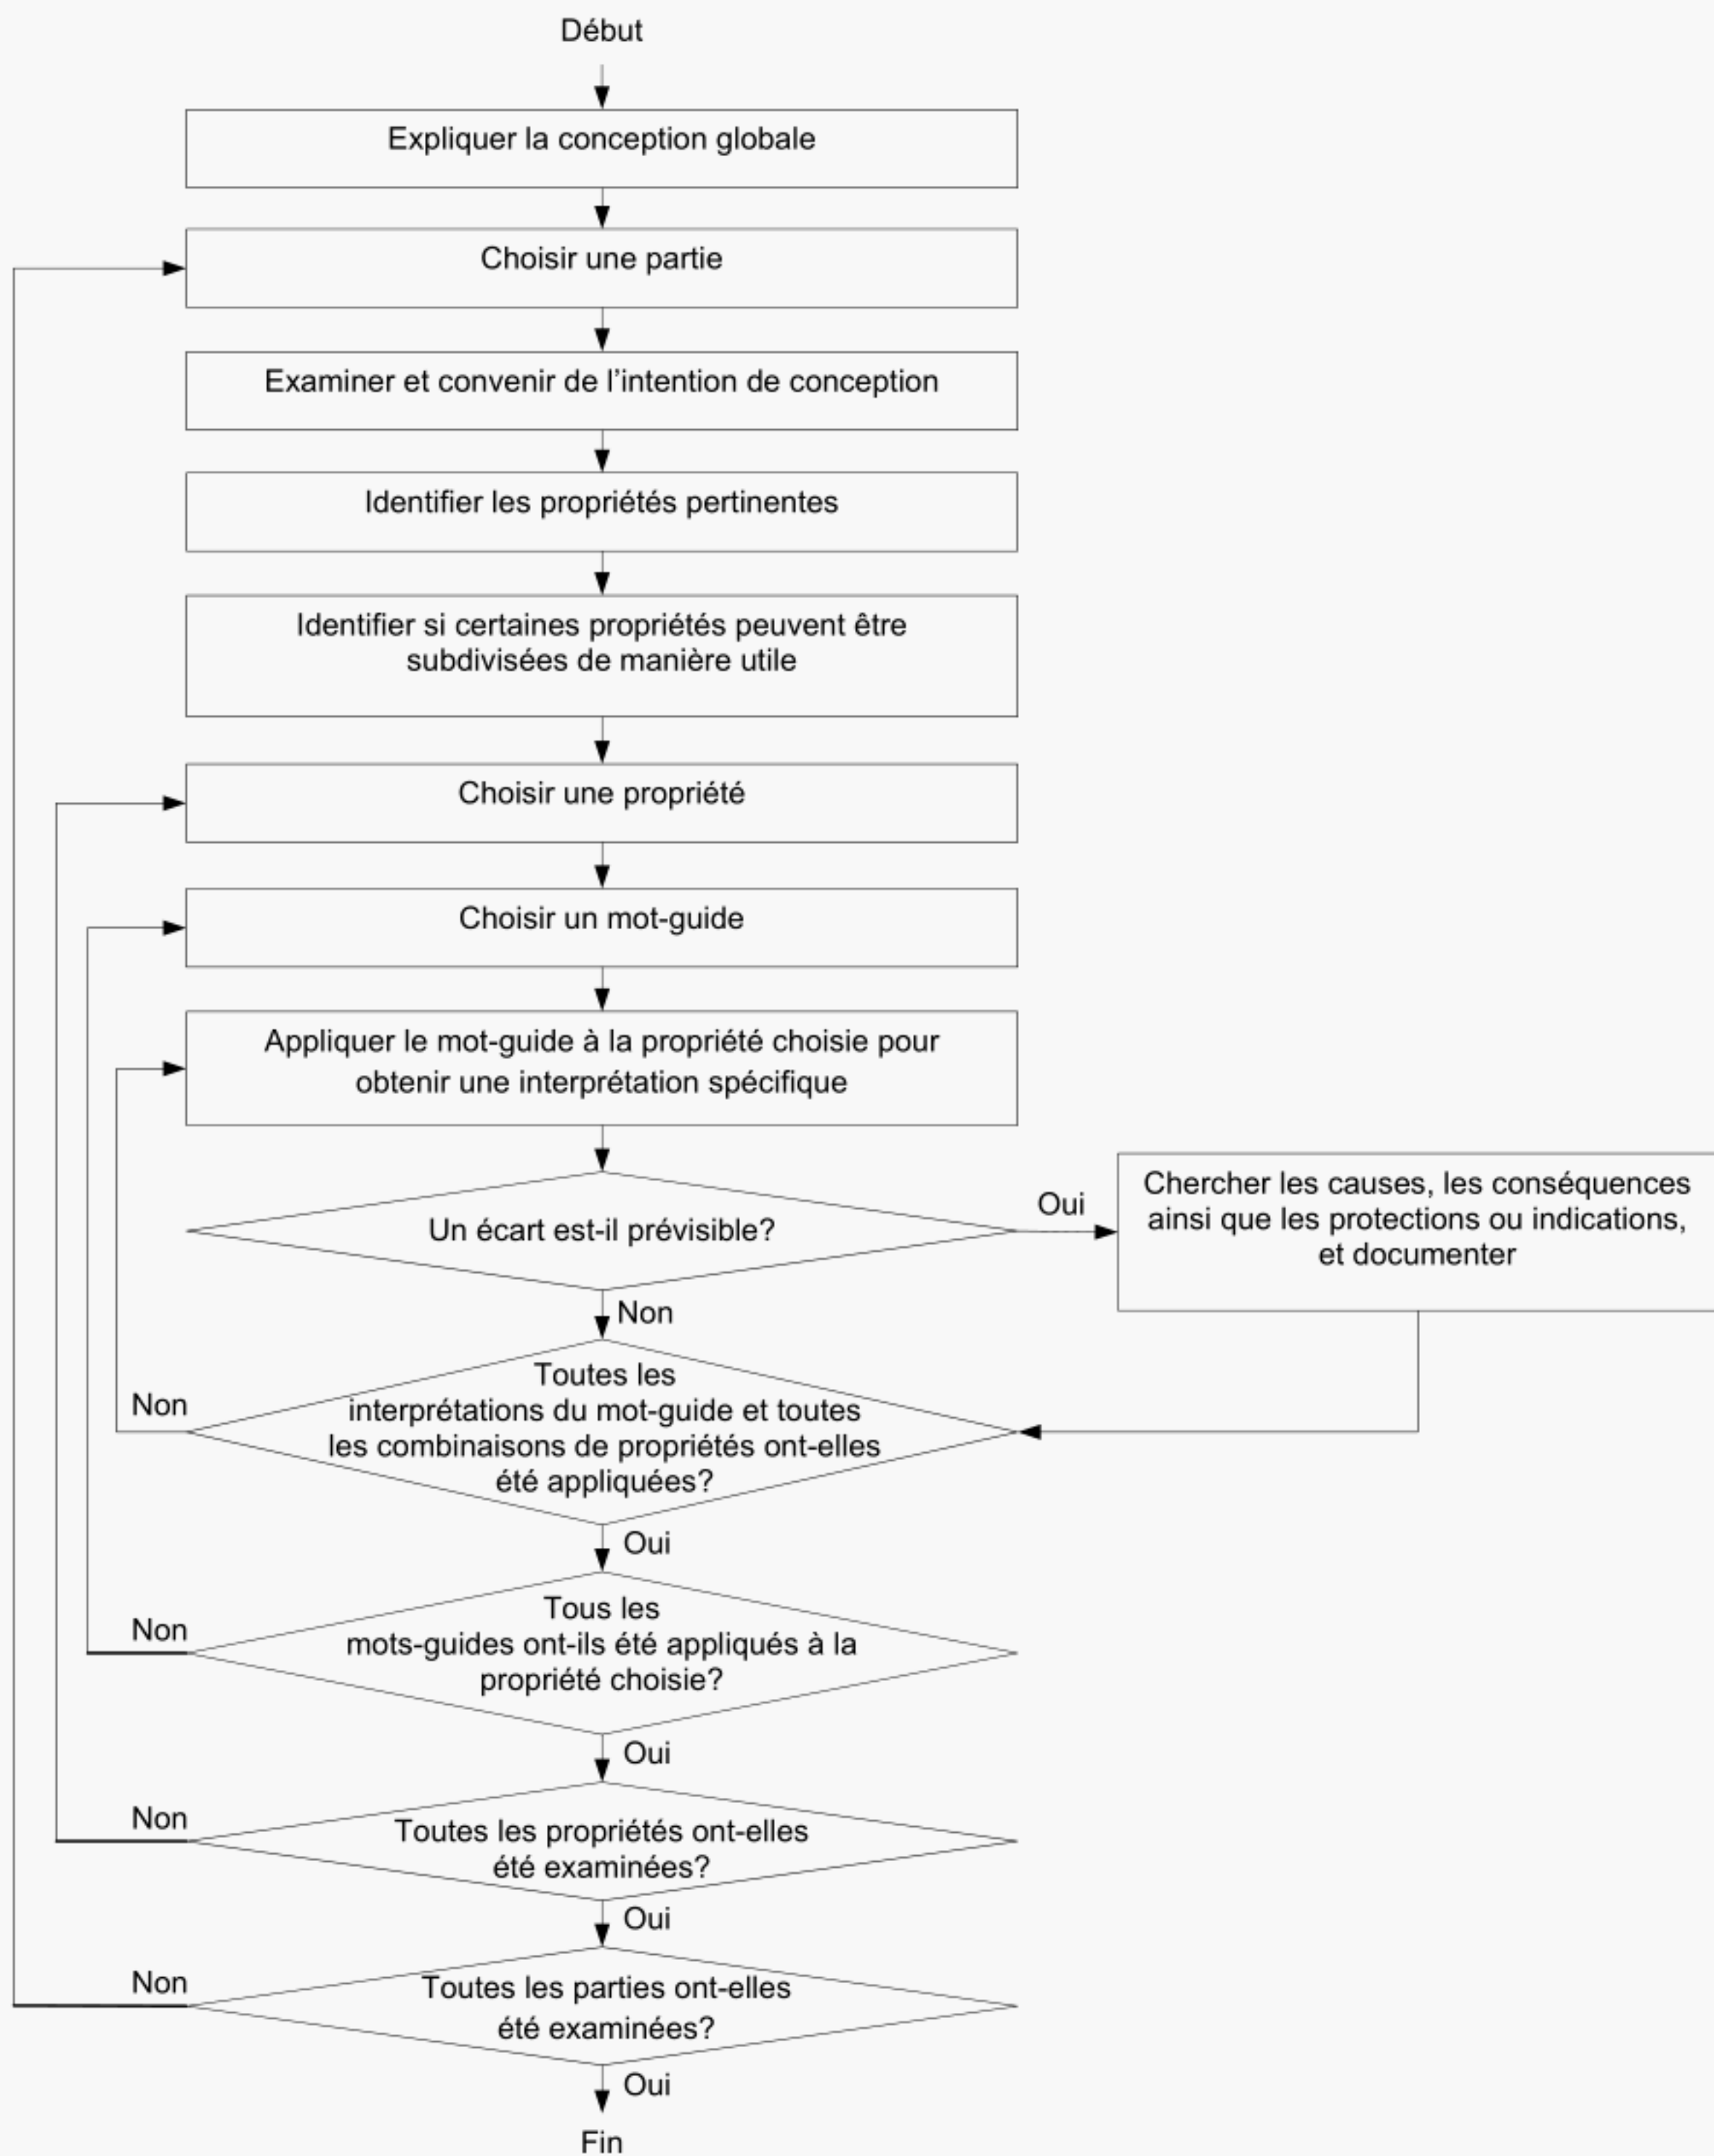 Début
Expliquer la conception globale
Choisir une partie
Examiner et convenir de l'intention de conception
Identifier les propriétés pertinentes
Identifier si certaines propriétés peuvent être
subdivisées de manière utile
Choisir une propriété
Choisir un mot-guide
Appliquer le mot-guide à la propriété choisie pour
obtenir une interprétation spécifique
Un écart est-il prévisible?
Oui
Chercher les causes, les conséquences
ainsi que les protections ou indications,
et documenter
Non
Toutes les
interprétations du mot-guide et toutes
les combinaisons de propriétés ont-elles
été appliquées?
Non
Oui
Tous les
mots-guides ont-ils été appliqués à la
propriété choisie?
Non
Oui
Toutes les propriétés ont-elles
été examinées?
Non
Oui
Toutes les parties ont-elles
été examinées?
Non
Oui
Fin